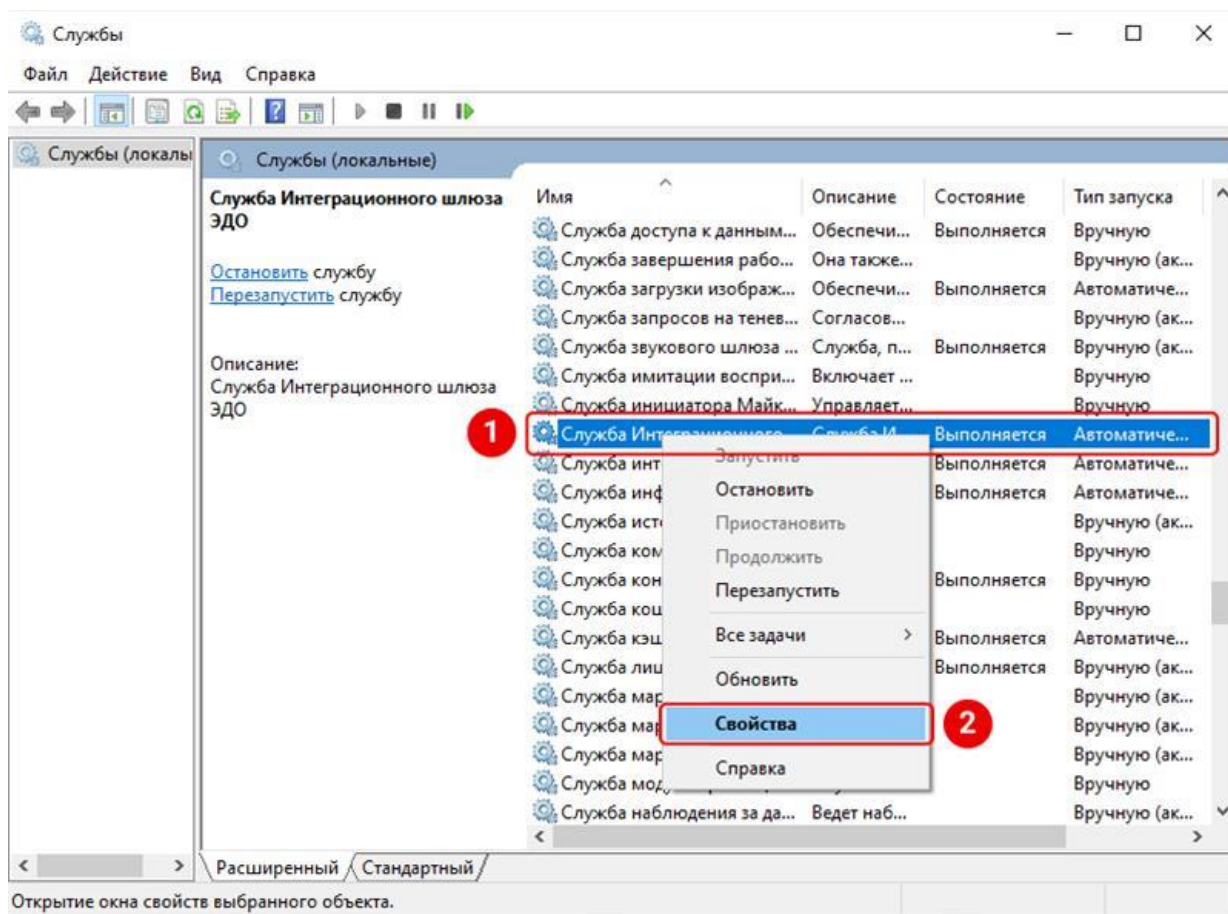 Службы
Файл Действие Вид Справка
Службы (локалы
Службы (локальные)
Служба Интеграционного шлюза
ЭДО
Остановить службу
Перезапустить службу
Описание:
Служба Интеграционного шлюза
ЭДО
Имя Описание Состояние Тип запуска
Служба доступа к данным... Обеспечи... Выполняется Вручную
Служба завершения рабо... Она также... Вручную (ак...
Служба загрузки изображ... Обеспечи... Выполняется Автоматиче...
Служба запросов на тенев... Согласов... Вручную (ак...
Служба звукового шлюза ... Служба, п... Выполняется Вручную (ак...
Служба имитации воспри... Включает ... Вручную
Служба инициатора Майк... Управляет... Вручную
1
Служба Интеграционного... Служба И... Выполняется Автоматиче...
Служба инт Выполняется Автоматиче...
Служба инф Выполняется Автоматиче...
Служба исто Вручную (ак...
Служба ком Вручную
Служба кон Выполняется Вручную
Служба кош Вручную
Служба кэш Выполняется Автоматиче...
Служба лиц Выполняется Вручную (ак...
Служба мар Вручную (ак...
Служба мар Вручную (ак...
Служба мар Вручную (ак...
Служба мод Вручную
Служба наблюдения за да... Ведет наб... Вручную (ак...
Запустить
Остановить
Приостановить
Продолжить
Перезапустить
Все задачи
Обновить
Свойства
2
Справка
Расширенный Стандартный
Открытие окна свойств выбранного объекта.